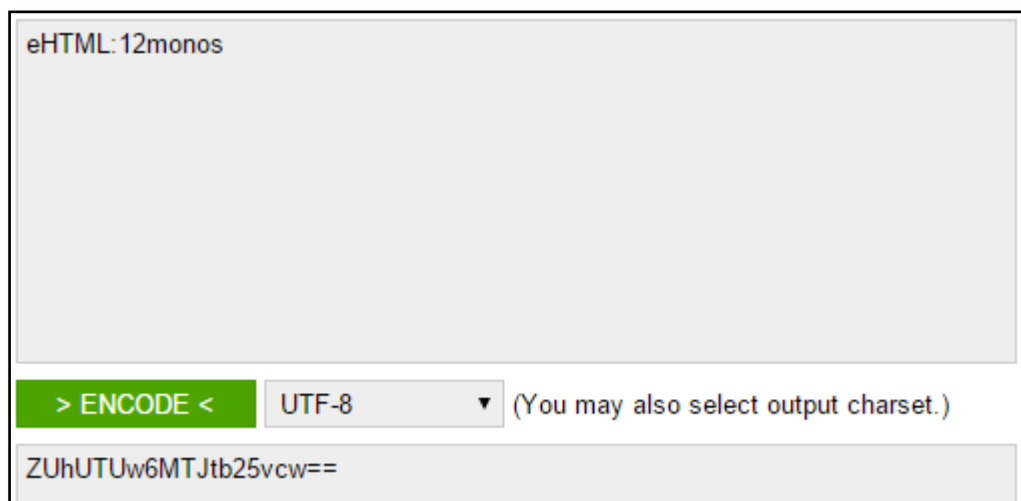 eHTML:12monos
> ENCODE < UTF-8 ▼ (You may also select output charset.)
ZUhUTUw6MTJtb25vcw==